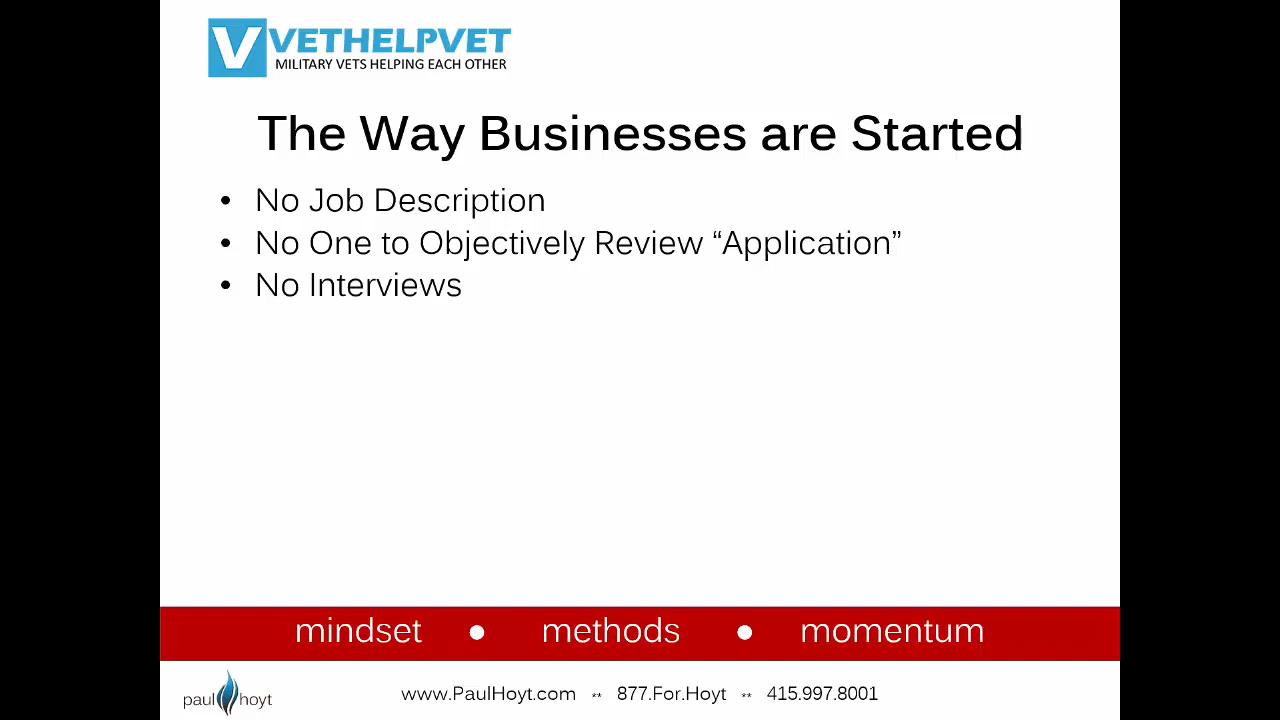 V VETHELPVET
MILITARY VETS HELPING EACH OTHER
The Way Businesses are Started
• No Job Description
• No One to Objectively Review “Application”
• No Interviews
mindset ● methods ● momentum
paul hoyt
www.PaulHoyt.com ** 877.For.Hoyt ** 415.997.8001